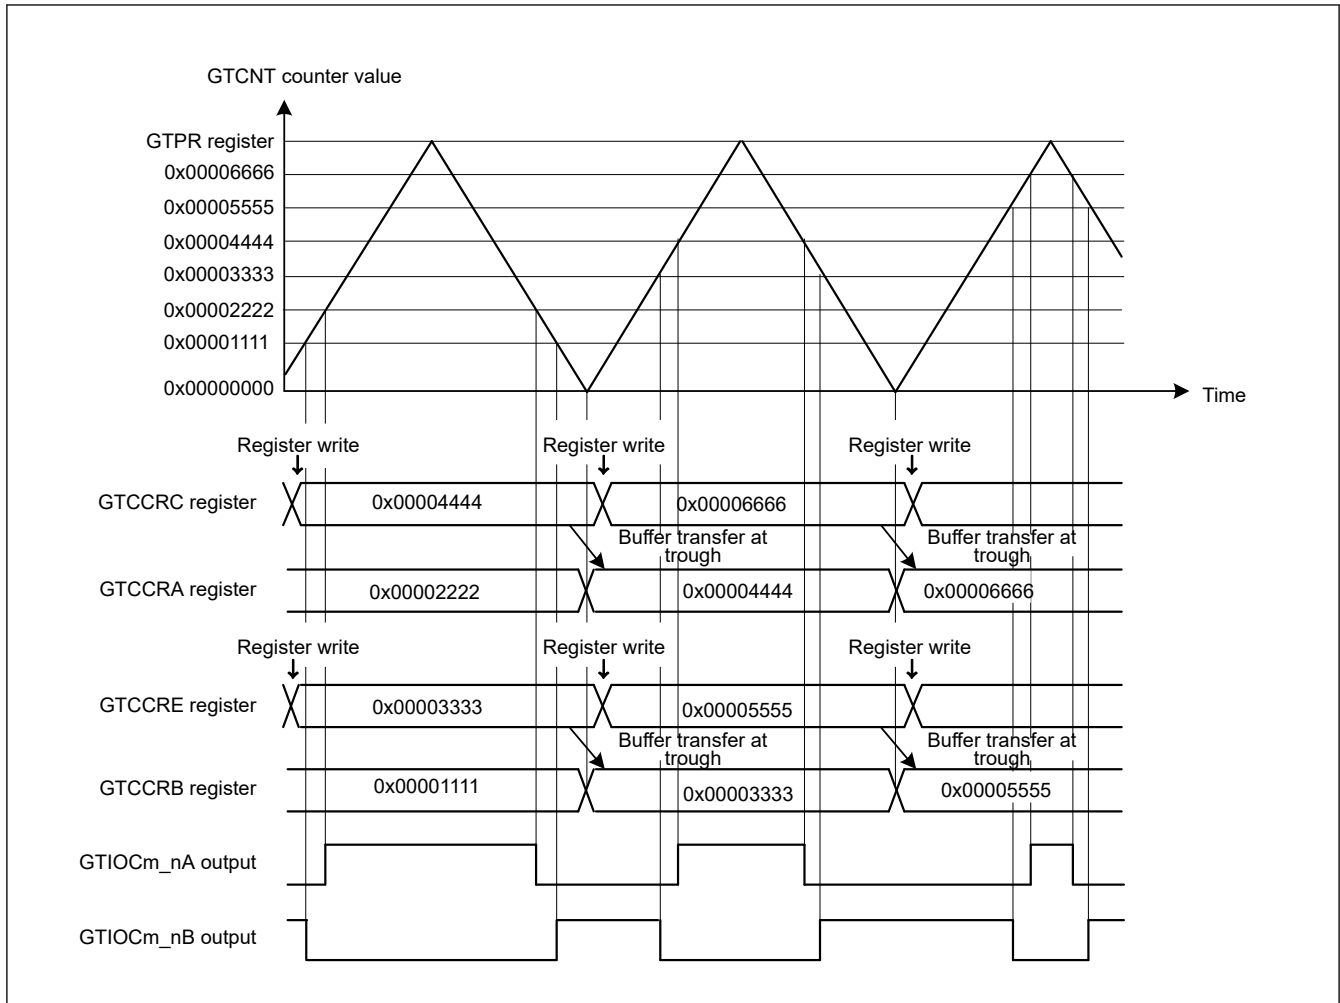 GTCNT counter value
GTPR register
0x00006666
0x00005555
0x00004444
0x00003333
0x00002222
0x00001111
0x00000000
Time
Register write Register write Register write
GTCCRC register 0x00004444 0x00006666
Buffer transfer at Buffer transfer at
trough trough
GTCCRA register 0x00002222 0x00004444 0x00006666
Register write Register write Register write
GTCCRE register 0x00003333 0x00005555
Buffer transfer at Buffer transfer at
trough trough
GTCCRB register 0x00001111 0x00003333 0x00005555
GTIOCm_nA output
GTIOCm_nB output